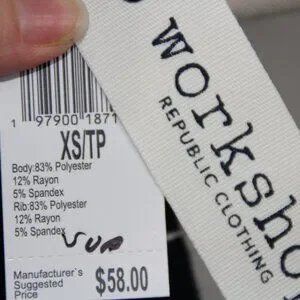 1 97900 1871
XS/TP
Body:83% Polyester
12% Rayon
5% Spandex
Rib:83% Polyester
12% Rayon
5% Spandex
Manufacturer's
Suggested
Price
$58.00
worksho
REPUBLIC CLOTHING